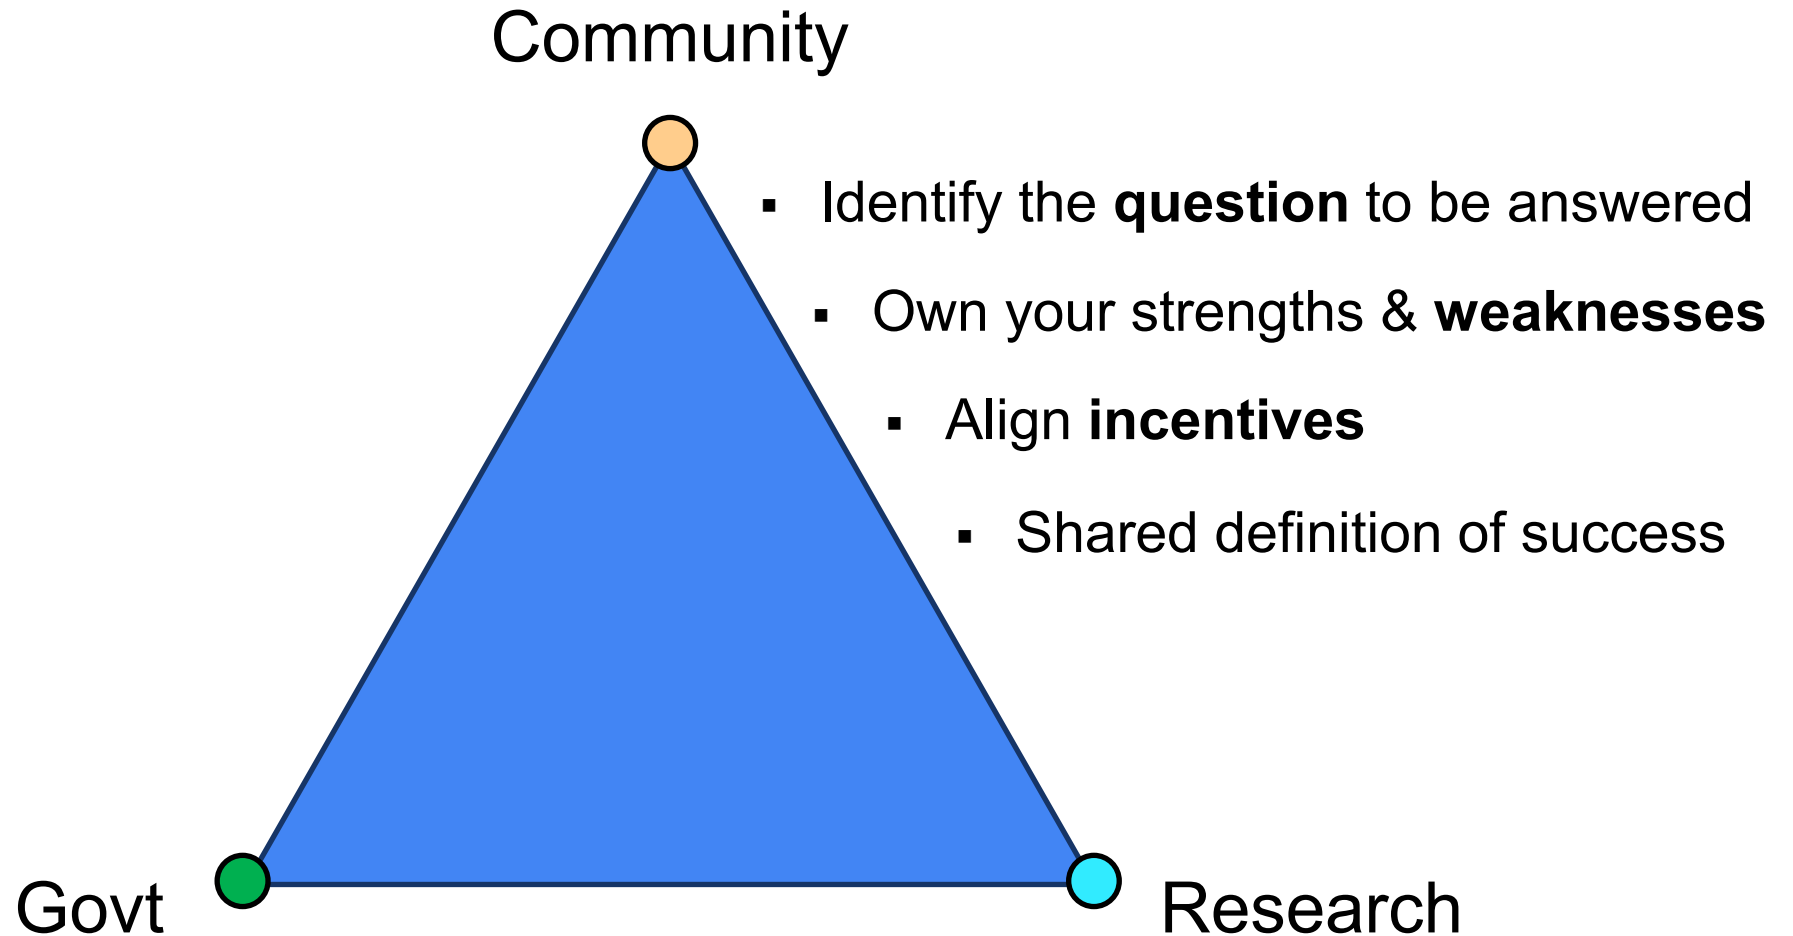 Community
▪ Identify the question to be answered
▪ Own your strengths & weaknesses
▪ Align incentives
▪ Shared definition of success
Govt
Research